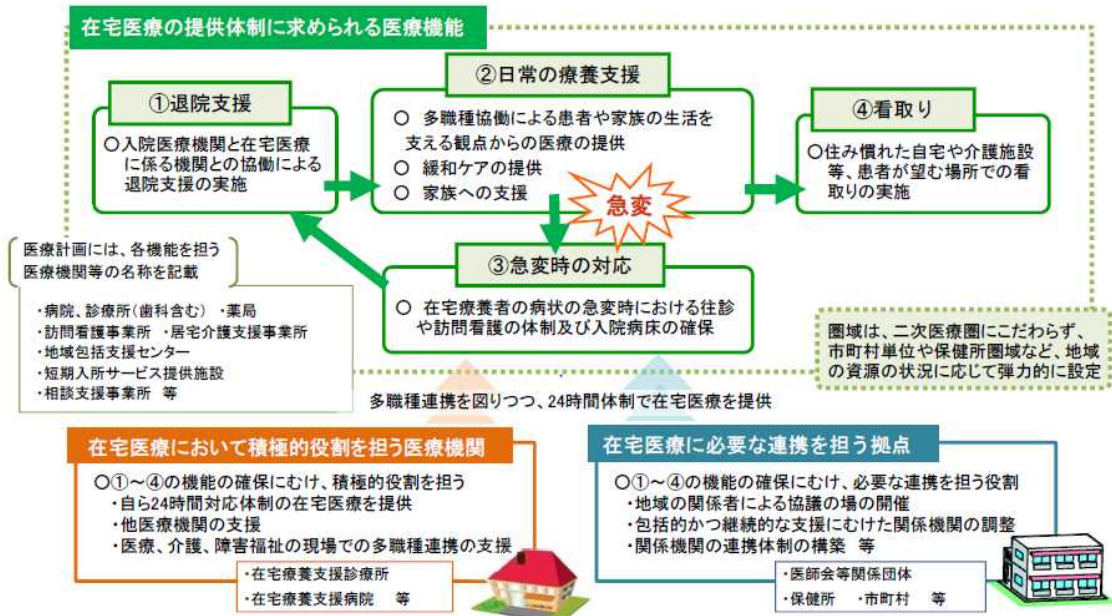 在宅医療の提供体制に求められる医療機能
①退院支援
○入院医療機関と在宅医療
に係る機関との協働による
退院支援の実施
②日常の療養支援
○ 多職種協働による患者や家族の生活を
支える観点からの医療の提供
○ 緩和ケアの提供
○ 家族への支援
急変
④看取り
○住み慣れた自宅や介護施設
等、患者が望む場所での看
取りの実施
③急変時の対応
○ 在宅療養者の病状の急変時における往診
や訪問看護の体制及び入院病床の確保
医療計画には、各機能を担う
医療機関等の名称を記載
・病院、診療所(歯科含む) ・薬局
・訪問看護事業所 ・居宅介護支援事業所
・地域包括支援センター
・短期入所サービス提供施設
・相談支援事業所 等
圏域は、二次医療圏にこだわらず、
市町村単位や保健所圏域など、地域
の資源の状況に応じて弾力的に設定
多職種連携を図りつつ、24時間体制で在宅医療を提供
在宅医療において積極的役割を担う医療機関
○①~④の機能の確保にむけ、積極的役割を担う
・自ら24時間対応体制の在宅医療を提供
・他医療機関の支援
・医療、介護、障害福祉の現場での多職種連携の支援
・在宅療養支援診療所
・在宅療養支援病院 等
在宅医療に必要な連携を担う拠点
○①~④の機能の確保にむけ、必要な連携を担う役割
・地域の関係者による協議の場の開催
・包括的かつ継続的な支援にむけた関係機関の調整
・関係機関の連携体制の構築 等
・医師会等関係団体
・保健所 ・市町村 等